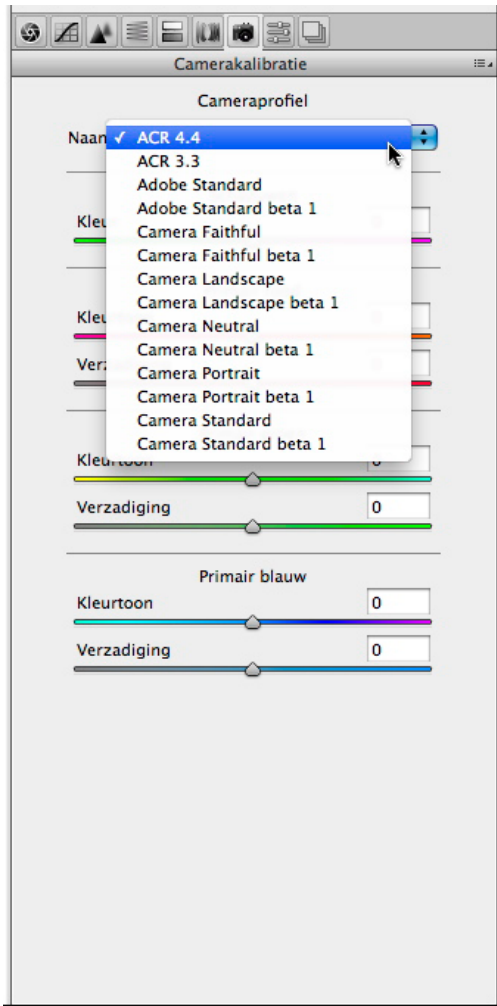 Camerakalibratie
Cameraprofiel
Naam
✓ ACR 4.4
ACR 3.3
Adobe Standard
Adobe Standard beta 1
Camera Faithful
Camera Faithful beta 1
Camera Landscape
Camera Landscape beta 1
Camera Neutral
Camera Neutral beta 1
Camera Portrait
Camera Portrait beta 1
Camera Standard
Camera Standard beta 1
Kleurtoon 0
Verzadiging 0
Primair blauw
Kleurtoon 0
Verzadiging 0